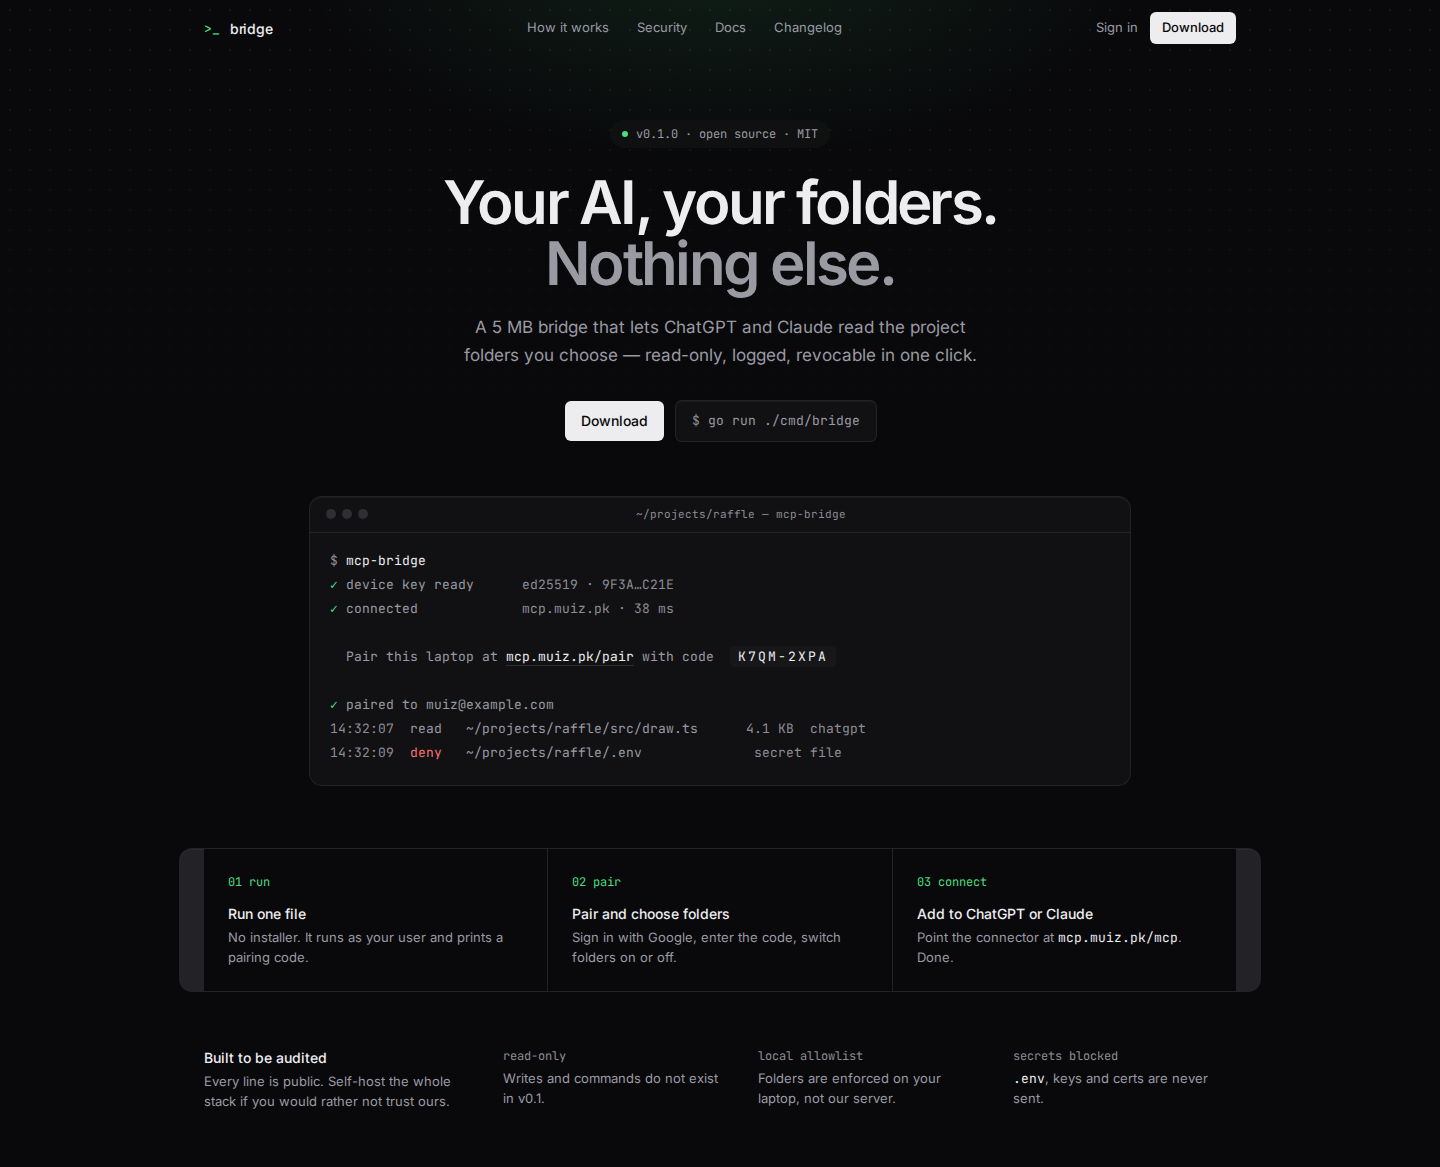 >_ bridge
How it works Security Docs Changelog
Sign in Download
v0.1.0 · open source · MIT
Your AI, your folders.
Nothing else.
A 5 MB bridge that lets ChatGPT and Claude read the project
folders you choose — read-only, logged, revocable in one click.
Download $ go run ./cmd/bridge
~/projects/raffle — mcp-bridge
$ mcp-bridge
✓ device key ready ed25519 · 9F3A…C21E
✓ connected mcp.muiz.pk · 38 ms
Pair this laptop at mcp.muiz.pk/pair with code K7QM-2XPA
✓ paired to muiz@example.com
14:32:07 read ~/projects/raffle/src/draw.ts 4.1 KB chatgpt
14:32:09 deny ~/projects/raffle/.env secret file
01 run
Run one file
No installer. It runs as your user and prints a
pairing code.
02 pair
Pair and choose folders
Sign in with Google, enter the code, switch
folders on or off.
03 connect
Add to ChatGPT or Claude
Point the connector at mcp.muiz.pk/mcp.
Done.
Built to be audited
Every line is public. Self-host the whole
stack if you would rather not trust ours.
read-only
Writes and commands do not exist
in v0.1.
local allowlist
Folders are enforced on your
laptop, not our server.
secrets blocked
.env, keys and certs are never
sent.